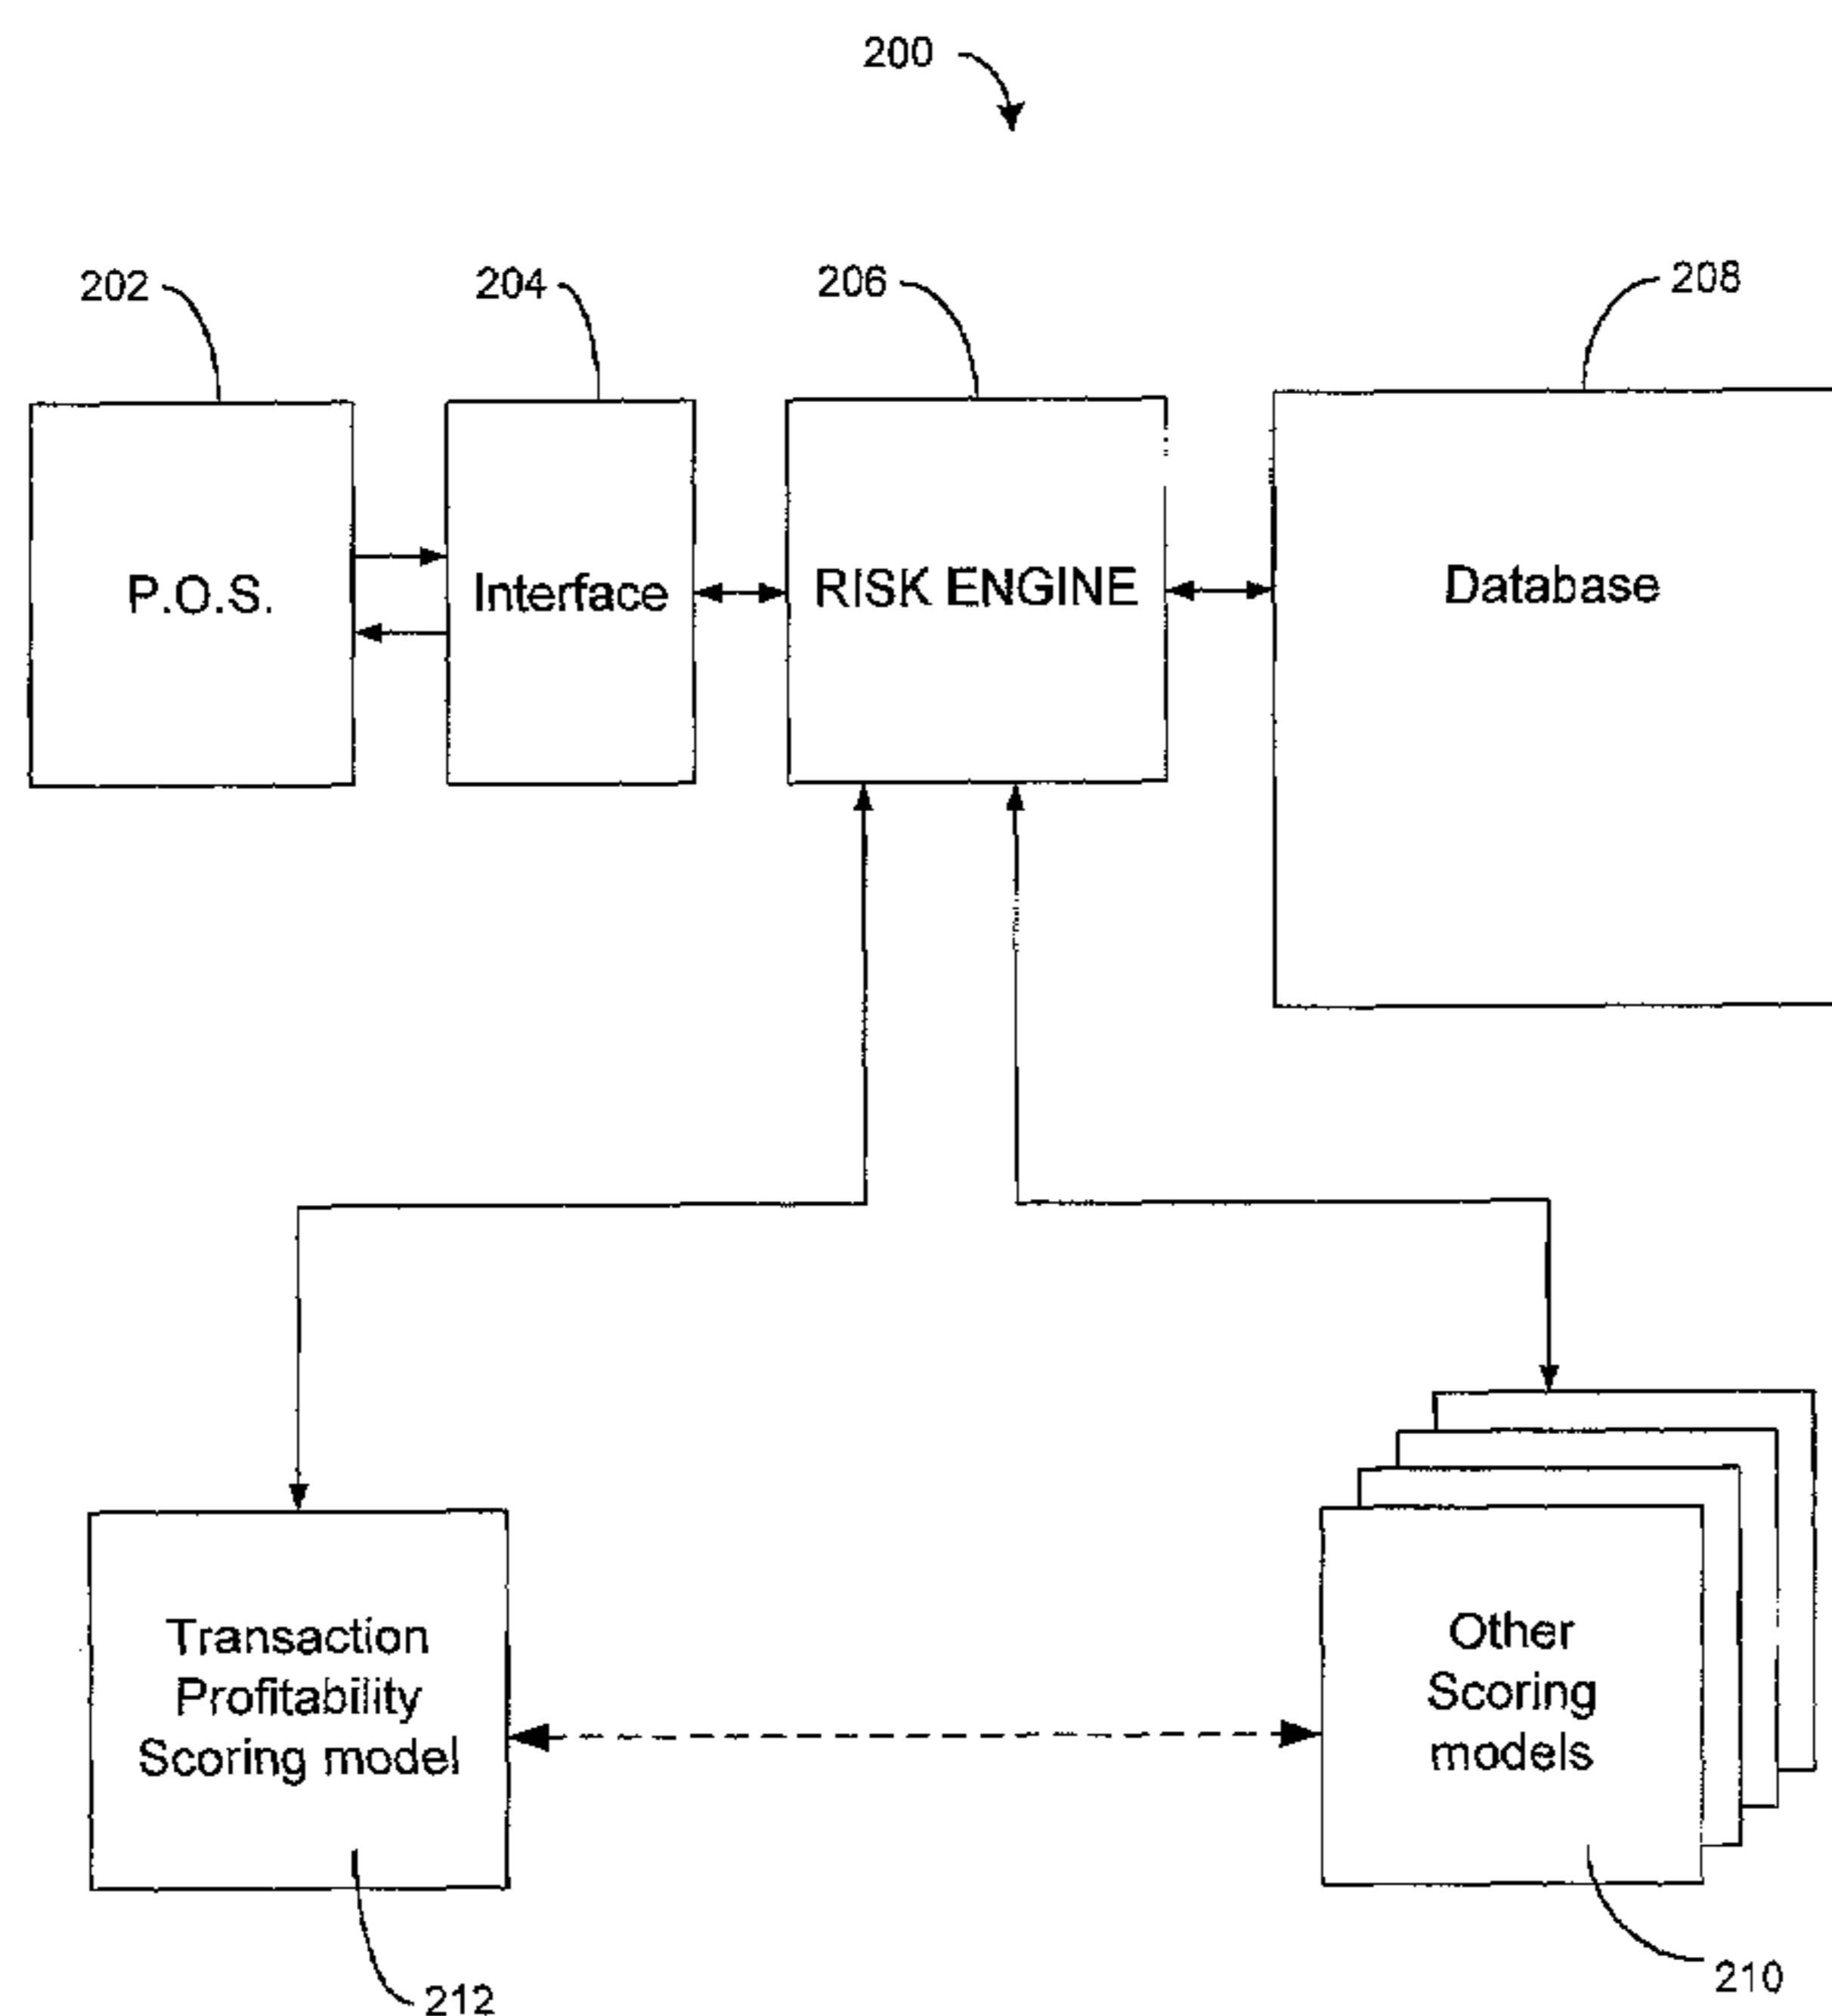 200
202
204
206
208
P.O.S.
Interface
RISK ENGINE
Database
Transaction
Profitability
Scoring model
Other
Scoring
models
212
210